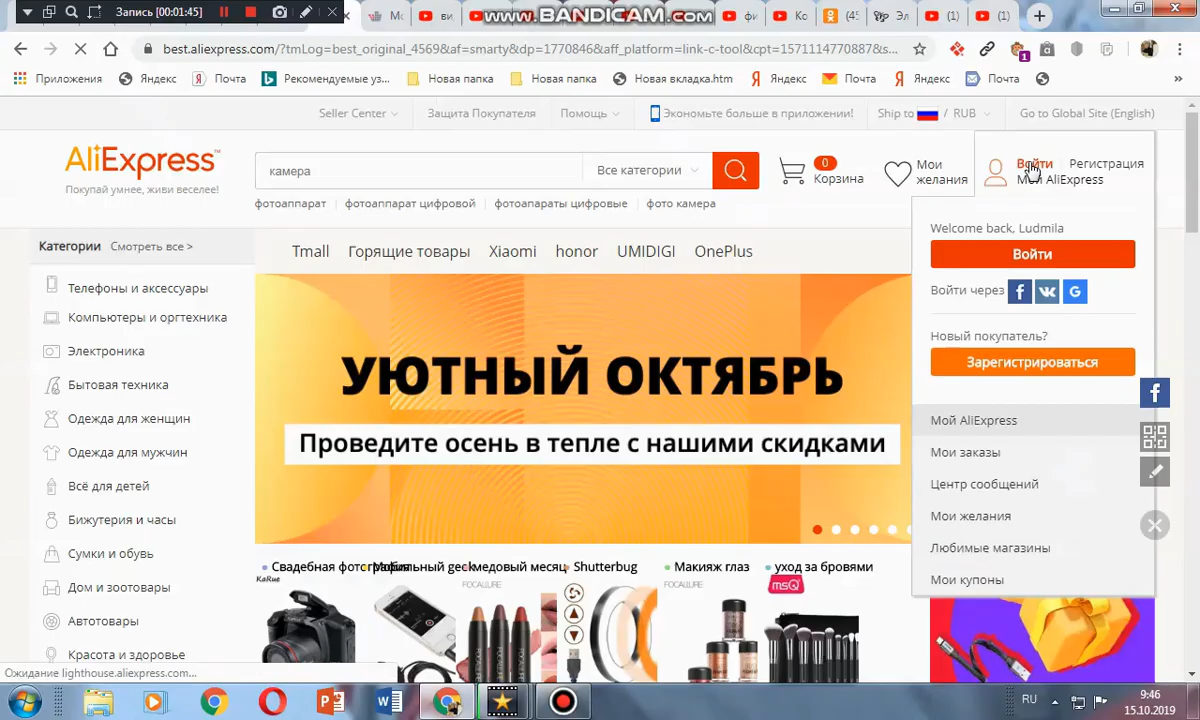 Запись [00:01:45]
WWW.BANDICAM.COM
best.aliexpress.com/?tmLog=best_original_4569&af=smarty&dp=1770846&aff_platform=link-c-tool&cpt=1571114770887&s...
Приложения Яндекс Почта Рекомендуемые уз... Новая папка Новая папка Новая вкладка.htm Яндекс Почта Яндекс Почта »
Seller Center Защита Покупателя Помощь Экономьте больше в приложении! Ship to / RUB Go to Global Site (English)
AliExpress™
Покупай умнее, живи веселее!
камера Все категории
0
Корзина
Мои
желания
Войти Регистрация
Мой AliExpress
фотоаппарат фотоаппарат цифровой фотоапараты цифровые фото камера
Категории Смотреть все >
Tmall Горящие товары Xiaomi honor UMIDIGI OnePlus
Телефоны и аксессуары
Компьютеры и оргтехника
Электроника
Бытовая техника
Одежда для женщин
Одежда для мужчин
Всё для детей
Бижутерия и часы
Сумки и обувь
Дом и зоотовары
Автотовары
Красота и здоровье
УЮТНЫЙ ОКТЯБРЬ
Проведите осень в тепле с нашими скидками
Welcome back, Ludmila
Войти
Войти через
Новый покупатель?
Зарегистрироваться
Мой AliExpress
Мои заказы
Центр сообщений
Мои желания
Любимые магазины
Мои купоны
Свадебная медовый месяц Shutterbug Макияж глаз уход за бровями
KaRue FOCALLURE FOCALLURE msQ
Ожидание lighthouse.aliexpress.com...
RU
9:46
15.10.2019